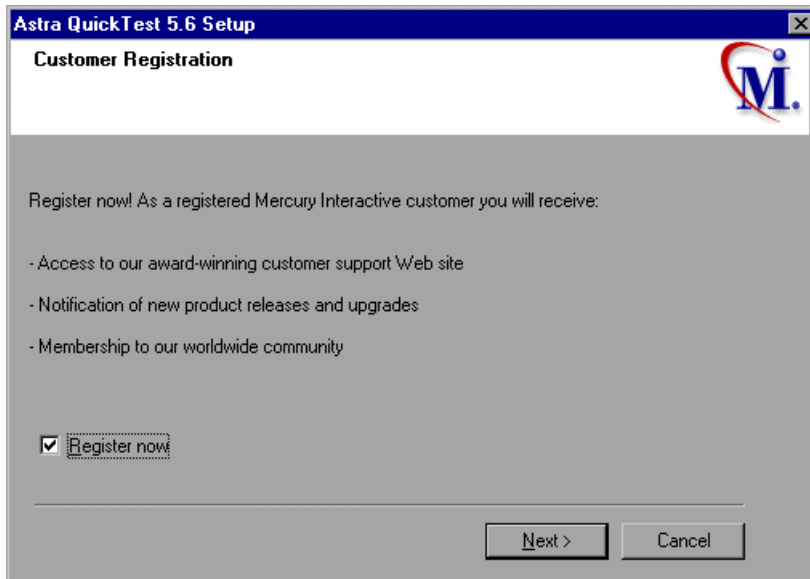 Astra QuickTest 5.6 Setup
Customer Registration
M.
Register now! As a registered Mercury Interactive customer you will receive:
- Access to our award-winning customer support Web site
- Notification of new product releases and upgrades
- Membership to our worldwide community
Register now
Next >
Cancel